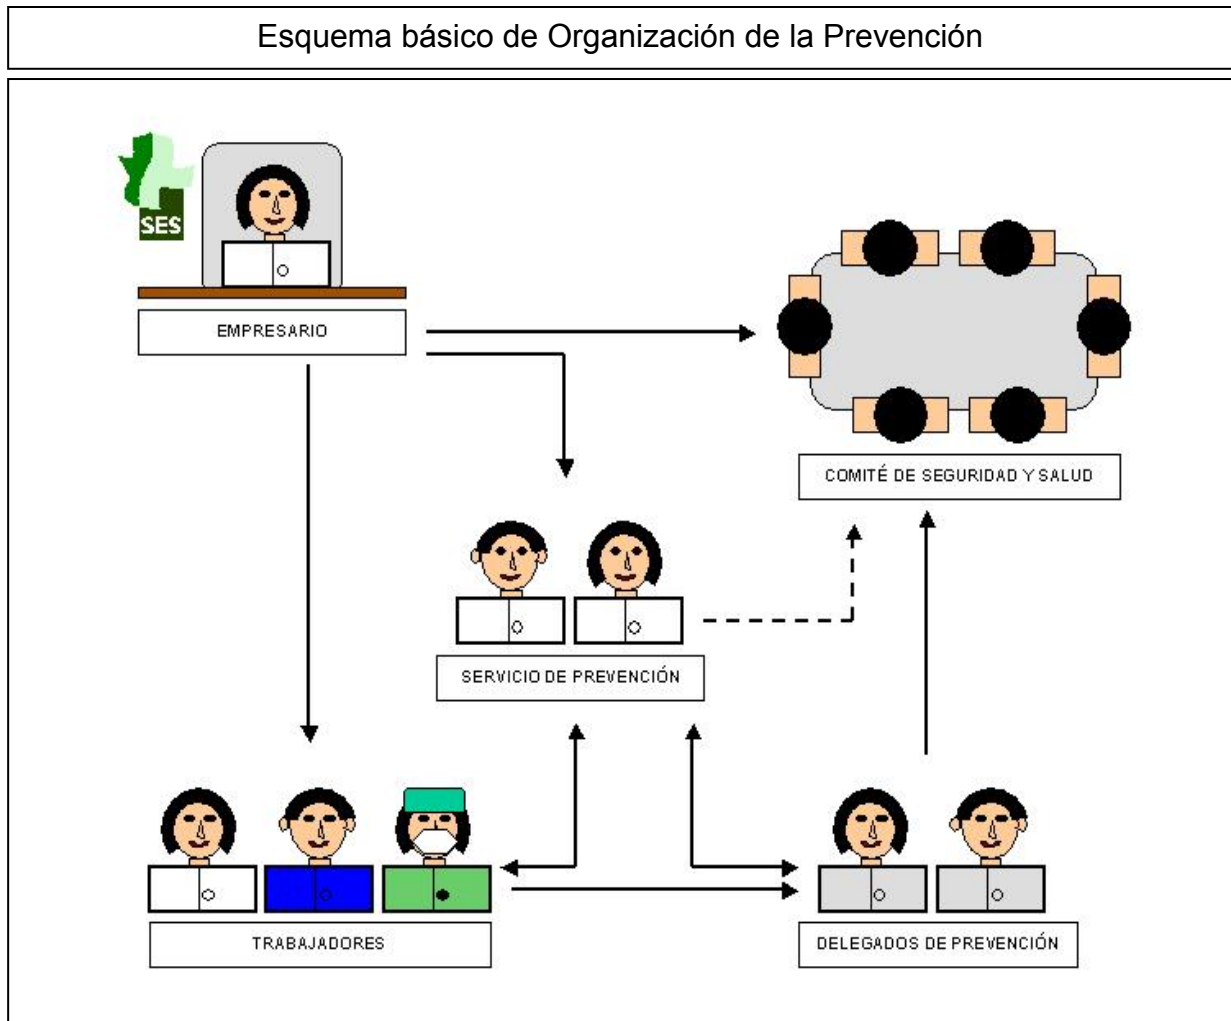 Esquema básico de Organización de la Prevención
SES
EMPRESARIO
COMITÉ DE SEGURIDAD Y SALUD
SERVICIO DE PREVENCIÓN
TRABAJADORES
DELEGADOS DE PREVENCIÓN